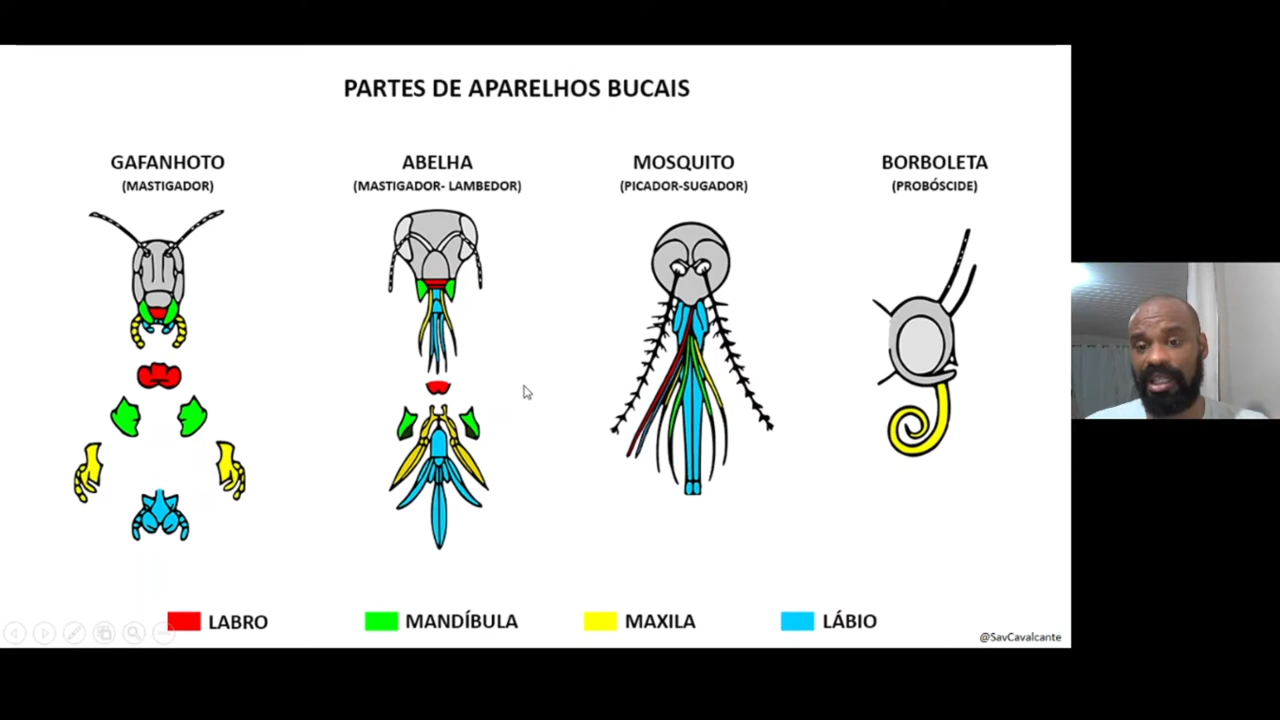 PARTES DE APARELHOS BUCAIS
GAFANHOTO
(MASTIGADOR)
ABELHA
(MASTIGADOR- LAMBEDOR)
MOSQUITO
(PICADOR-SUGADOR)
BORBOLETA
(PROBÓSCIDE)
LABRO
MANDÍBULA
MAXILA
LÁBIO
@SavCavalcante